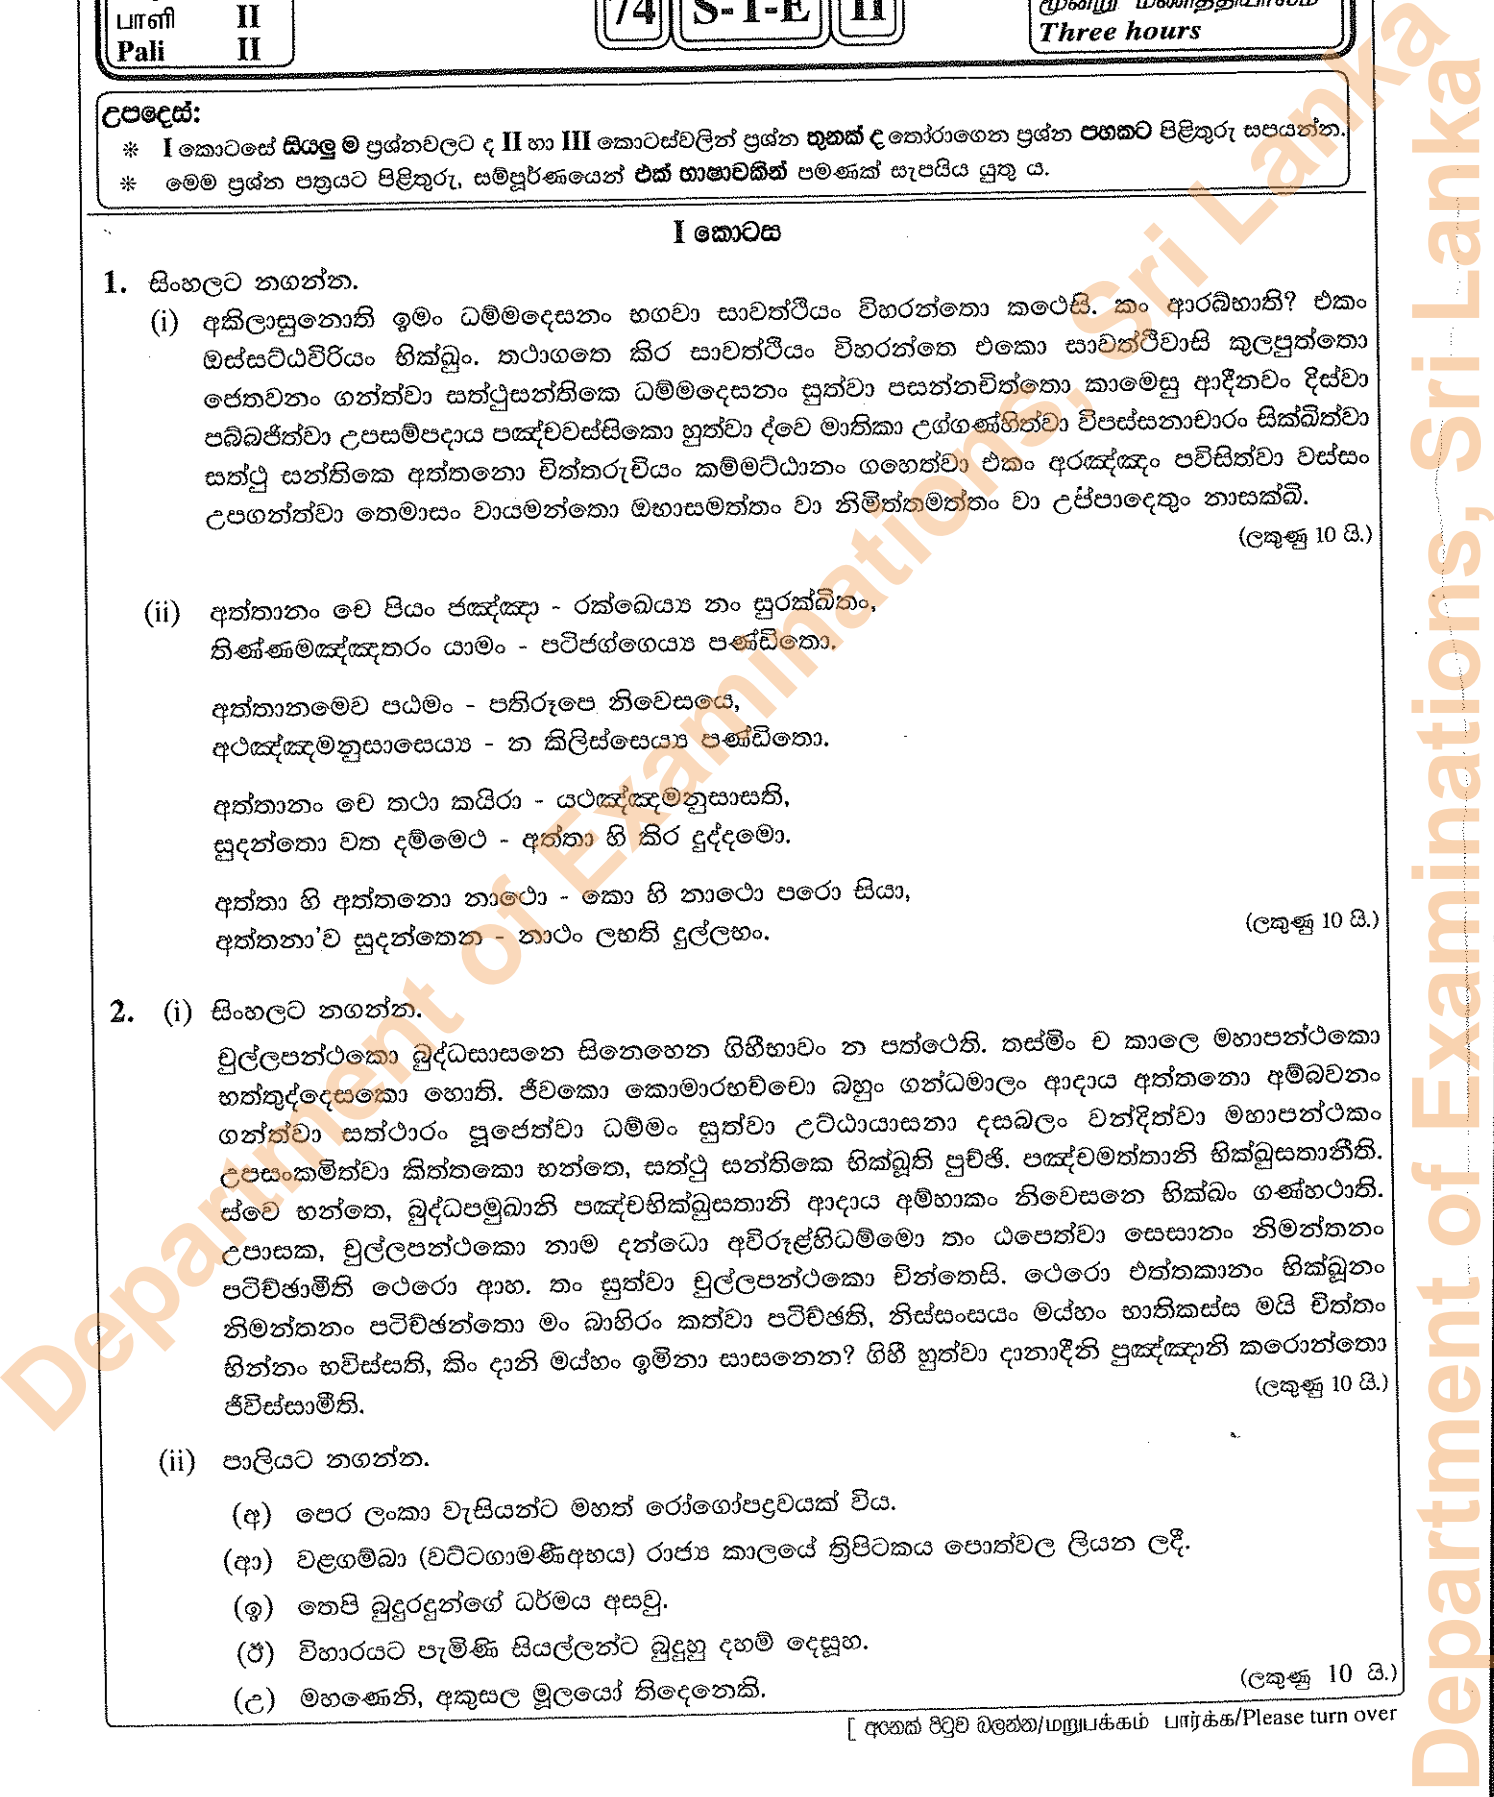 பாளி II
Pali II
74 S-T-E II
Three hours
උපදෙස්:
※ I කොටසේ සියලු ම ප්‍රශ්නවලට ද II හා III කොටස්වලින් ප්‍රශ්න තුනක් ද තෝරාගෙන ප්‍රශ්න පහකට පිළිතුරු සපයන්න.
※ මෙම ප්‍රශ්න පත්‍රයට පිළිතුරු, සම්පූර්ණයෙන් එක් භාෂාවකින් පමණක් සැපයිය යුතු ය.
I කොටස
1. සිංහලට නගන්න.
(i) අකිලාසුනොති ඉමං ධම්මදෙසනං භගවා සාවත්ථියං විහරන්තො කථෙසි. කං ආරබ්භාති? එකං
ඔස්සට්ඨවිරියං භික්ඛුං. තථාගතෙ කිර සාවත්ථියං විහරන්තෙ එකො සාවත්ථිවාසි කුලපුත්තො
ජෙතවනං ගන්ත්වා සත්ථුසන්තිකෙ ධම්මදෙසනං සුත්වා පසන්නචිත්තො කාමෙසු ආදීනවං දිස්වා
පබ්බජිත්වා උපසම්පදාය පඤ්චවස්සිකො හුත්වා ද්වෙ මාතිකා උග්ගණ්හිත්වා විපස්සනාචාරං සික්ඛිත්වා
සත්ථු සන්තිකෙ අත්තනො චිත්තරුචියං කම්මට්ඨානං ගහෙත්වා එකං අරඤ්ඤං පවිසිත්වා වස්සං
උපගන්ත්වා තෙමාසං වායමන්තො ඔභාසමත්තං වා නිමිත්තමත්තං වා උප්පාදෙතුං නාසක්ඛි.
(ලකුණු 10 යි.)
(ii) අත්තානං චෙ පියං ජඤ්ඤා - රක්ඛෙය්‍ය නං සුරක්ඛිතං,
තිණ්ණමඤ්ඤතරං යාමං - පටිජග්ගෙය්‍ය පණ්ඩිතො.
අත්තානමෙව පඨමං - පතිරූපෙ නිවෙසයෙ,
අථඤ්ඤමනුසාසෙය්‍ය - න කිලිස්සෙය්‍ය පණ්ඩිතො.
අත්තානං චෙ තථා කයිරා - යථඤ්ඤමනුසාසති,
සුදන්තො වත දම්මෙථ - අත්තා හි කිර දුද්දමො.
අත්තා හි අත්තනො නාථො - කො හි නාථො පරො සියා,
අත්තනා'ව සුදන්තෙන - නාථං ලභති දුල්ලභං.
(ලකුණු 10 යි.)
2. (i) සිංහලට නගන්න.
චුල්ලපන්ථකො බුද්ධසාසනෙ සිනෙහෙන ගිහීභාවං න පත්ථෙති. තස්මිං ච කාලෙ මහාපන්ථකො
භත්තුද්දෙසකො හොති. ජීවකො කොමාරභච්චො බහුං ගන්ධමාලං ආදාය අත්තනො අම්බවනං
ගන්ත්වා සත්ථාරං පූජෙත්වා ධම්මං සුත්වා උට්ඨායාසනා දසබලං වන්දිත්වා මහාපන්ථකං
උපසංකමිත්වා කිත්තකො භන්තෙ, සත්ථු සන්තිකෙ භික්ඛූති පුච්ඡි. පඤ්චමත්තානි භික්ඛුසතානීති.
ස්වෙ භන්තෙ, බුද්ධපමුඛානි පඤ්චභික්ඛුසතානි ආදාය අම්හාකං නිවෙසනෙ භික්ඛං ගණ්හථාති.
උපාසක, චුල්ලපන්ථකො නාම දන්ධො අවිරූළ්හිධම්මො තං ඨපෙත්වා සෙසානං නිමන්තනං
පටිච්ඡාමීති ථෙරො ආහ. තං සුත්වා චුල්ලපන්ථකො චින්තෙසි. ථෙරො එත්තකානං භික්ඛූනං
නිමන්තනං පටිච්ඡන්තො මං බාහිරං කත්වා පටිච්ඡති, නිස්සංසයං මය්හං භාතිකස්ස මයි චිත්තං
භින්නං භවිස්සති, කිං දානි මය්හං ඉමිනා සාසනෙන? ගිහී හුත්වා දානාදීනි පුඤ්ඤානි කරොන්තො
ජීවිස්සාමීති.
(ලකුණු 10 යි.)
(ii) පාලියට නගන්න.
(අ) පෙර ලංකා වැසියන්ට මහත් රෝගෝපද්‍රවයක් විය.
(ආ) වළගම්බා (වට්ටගාමණීඅභය) රාජ්‍ය කාලයේ ත්‍රිපිටකය පොත්වල ලියන ලදී.
(ඉ) තෙපි බුදුරදුන්ගේ ධර්මය අසවු.
(ඊ) විහාරයට පැමිණි සියල්ලන්ට බුදුහු දහම් දෙසූහ.
(උ) මහණෙනි, අකුසල මූලයෝ තිදෙනෙකි.
(ලකුණු 10 යි.)
[ අනෙක් පිටුව බලන්න/மறுபக்கம் பார்க்க/Please turn over
Department of Examinations, Sri Lanka
Department of Examinations, Sri Lanka